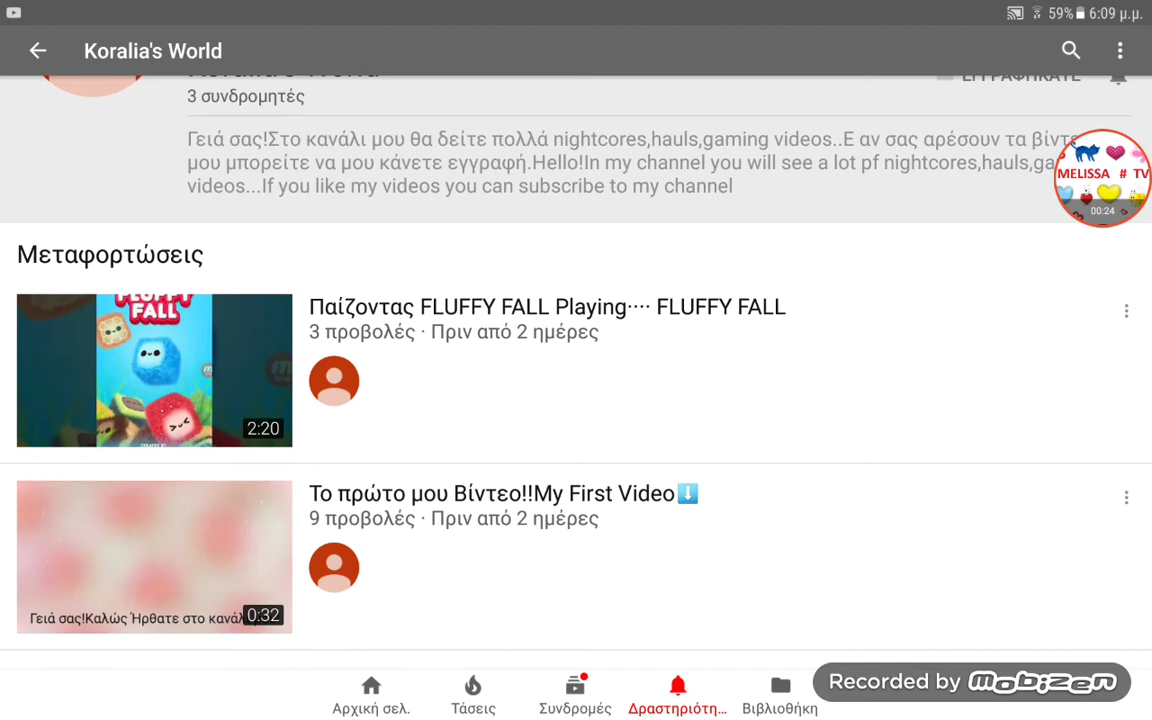 59% 6:09 μ.μ.
Koralia's World
ΕΓΓΡΑΦΗΚΑΤΕ
3 συνδρομητές
Γειά σας!Στο κανάλι μου θα δείτε πολλά nightcores,hauls,gaming videos..Ε αν σας αρέσουν τα βίντε
μου μπορείτε να μου κάνετε εγγραφή.Hello!In my channel you will see a lot pf nightcores,hauls,ga
videos...If you like my videos you can subscribe to my channel
MELISSA # TV
00:24
Μεταφορτώσεις
FLUFFY
FALL
2:20
Παίζοντας FLUFFY FALL Playing···· FLUFFY FALL
3 προβολές · Πριν από 2 ημέρες
Το πρώτο μου Βίντεο!!My First Video⬇️
9 προβολές · Πριν από 2 ημέρες
Γειά σας!Καλώς Ήρθατε στο κανάλ
0:32
Αρχική σελ.
Τάσεις
Συνδρομές
Δραστηριότη...
Βιβλιοθήκη
Recorded by mobizen